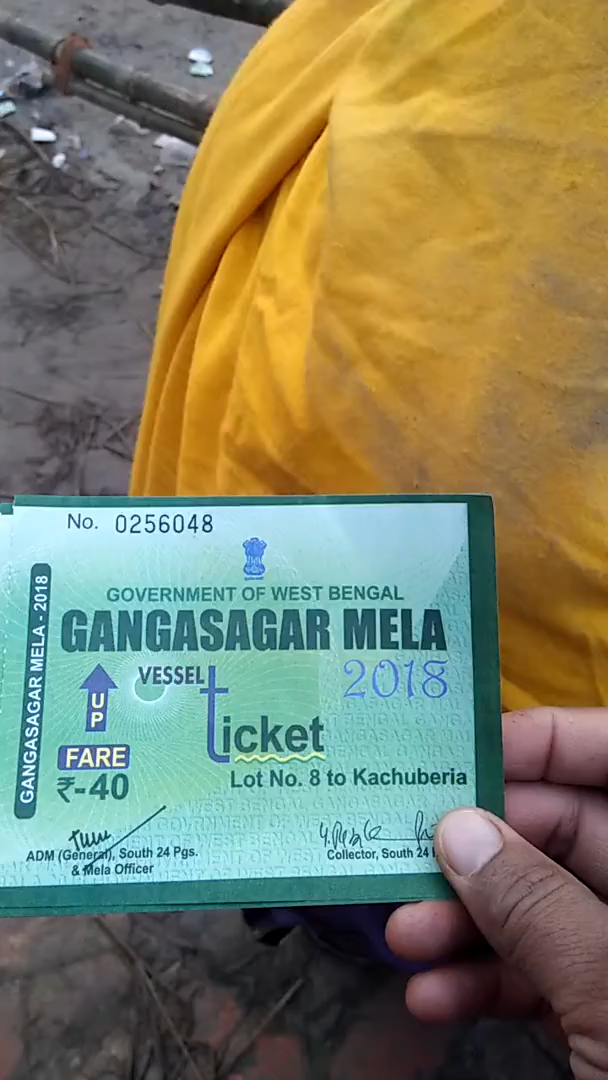 No. 0256048
GOVERNMENT OF WEST BENGAL
GANGASAGAR MELA
GANGASAGAR MELA - 2018
VESSEL
2018
UP
ticket
FARE
₹-40
Lot No. 8 to Kachuberia
ADM (General), South 24 Pgs.
& Mela Officer
Collector, South 24